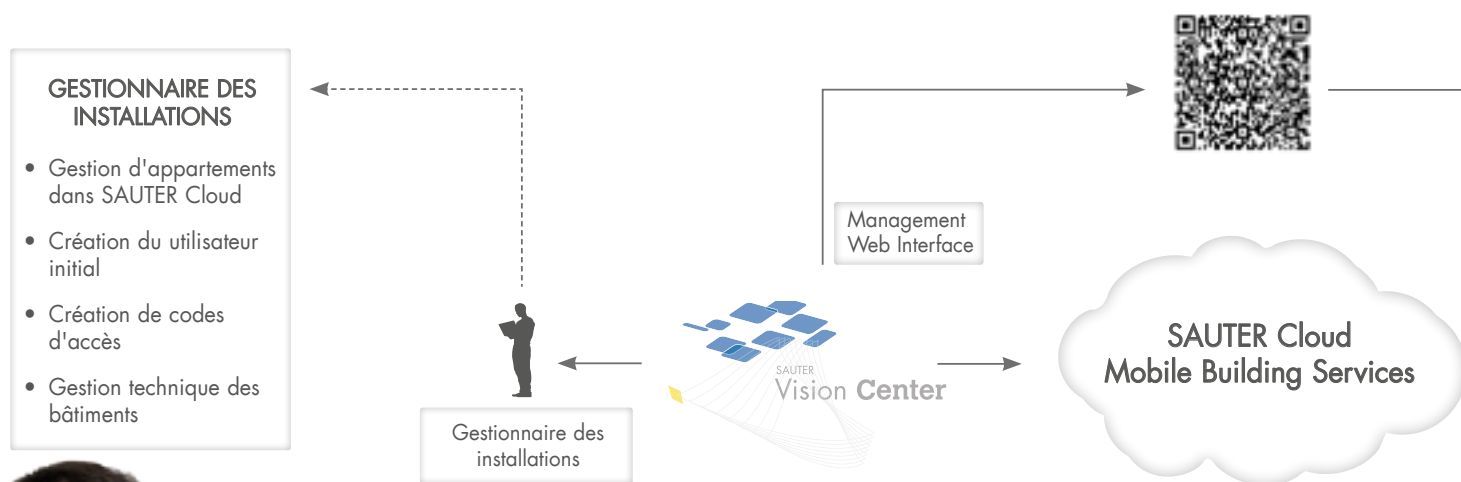 GESTIONNAIRE DES
INSTALLATIONS
• Gestion d'appartements
dans SAUTER Cloud
• Création du utilisateur
initial
• Création de codes
d'accès
• Gestion technique des
bâtiments
Gestionnaire des
installations
Management
Web Interface
SAUTER
Vision Center
SAUTER Cloud
Mobile Building Services